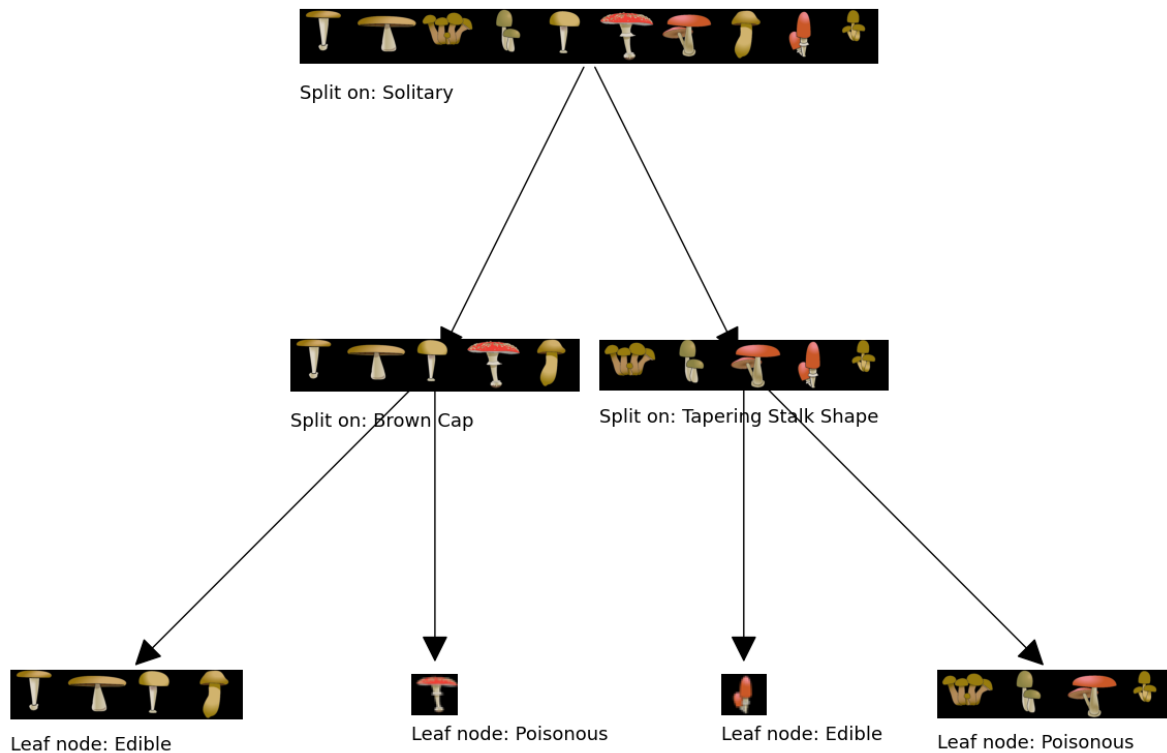 Split on: Solitary
Split on: Brown Cap
Split on: Tapering Stalk Shape
Leaf node: Edible
Leaf node: Poisonous
Leaf node: Edible
Leaf node: Poisonous